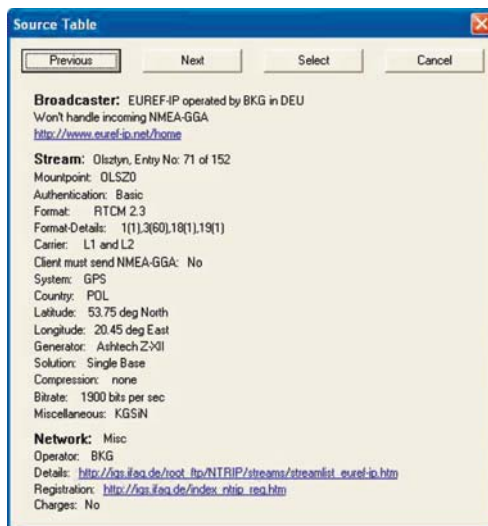 Source Table
Previous Next Select Cancel
Broadcaster: EUREF-IP operated by BKG in DEU
Won't handle incoming NMEA-GGA
http://www.euref-ip.net/home
Stream: Olsztyn, Entry No: 71 of 152
Mountpoint: OLSZ0
Authentication: Basic
Format: RTCM 2.3
Format-Details: 1(1),3(60),18(1),19(1)
Carrier: L1 and L2
Client must send NMEA-GGA: No
System: GPS
Country: POL
Latitude: 53.75 deg North
Longitude: 20.45 deg East
Generator: Ashtech Z-XII
Solution: Single Base
Compression: none
Bitrate: 1900 bits per sec
Miscellaneous: KGSiN
Network: Misc
Operator: BKG
Details: http://igs.ifag.de/root_ftp/NTRIP/streams/streamlist_euref-ip.htm
Registration: http://igs.ifag.de/index_ntrip_reg.htm
Charges: No